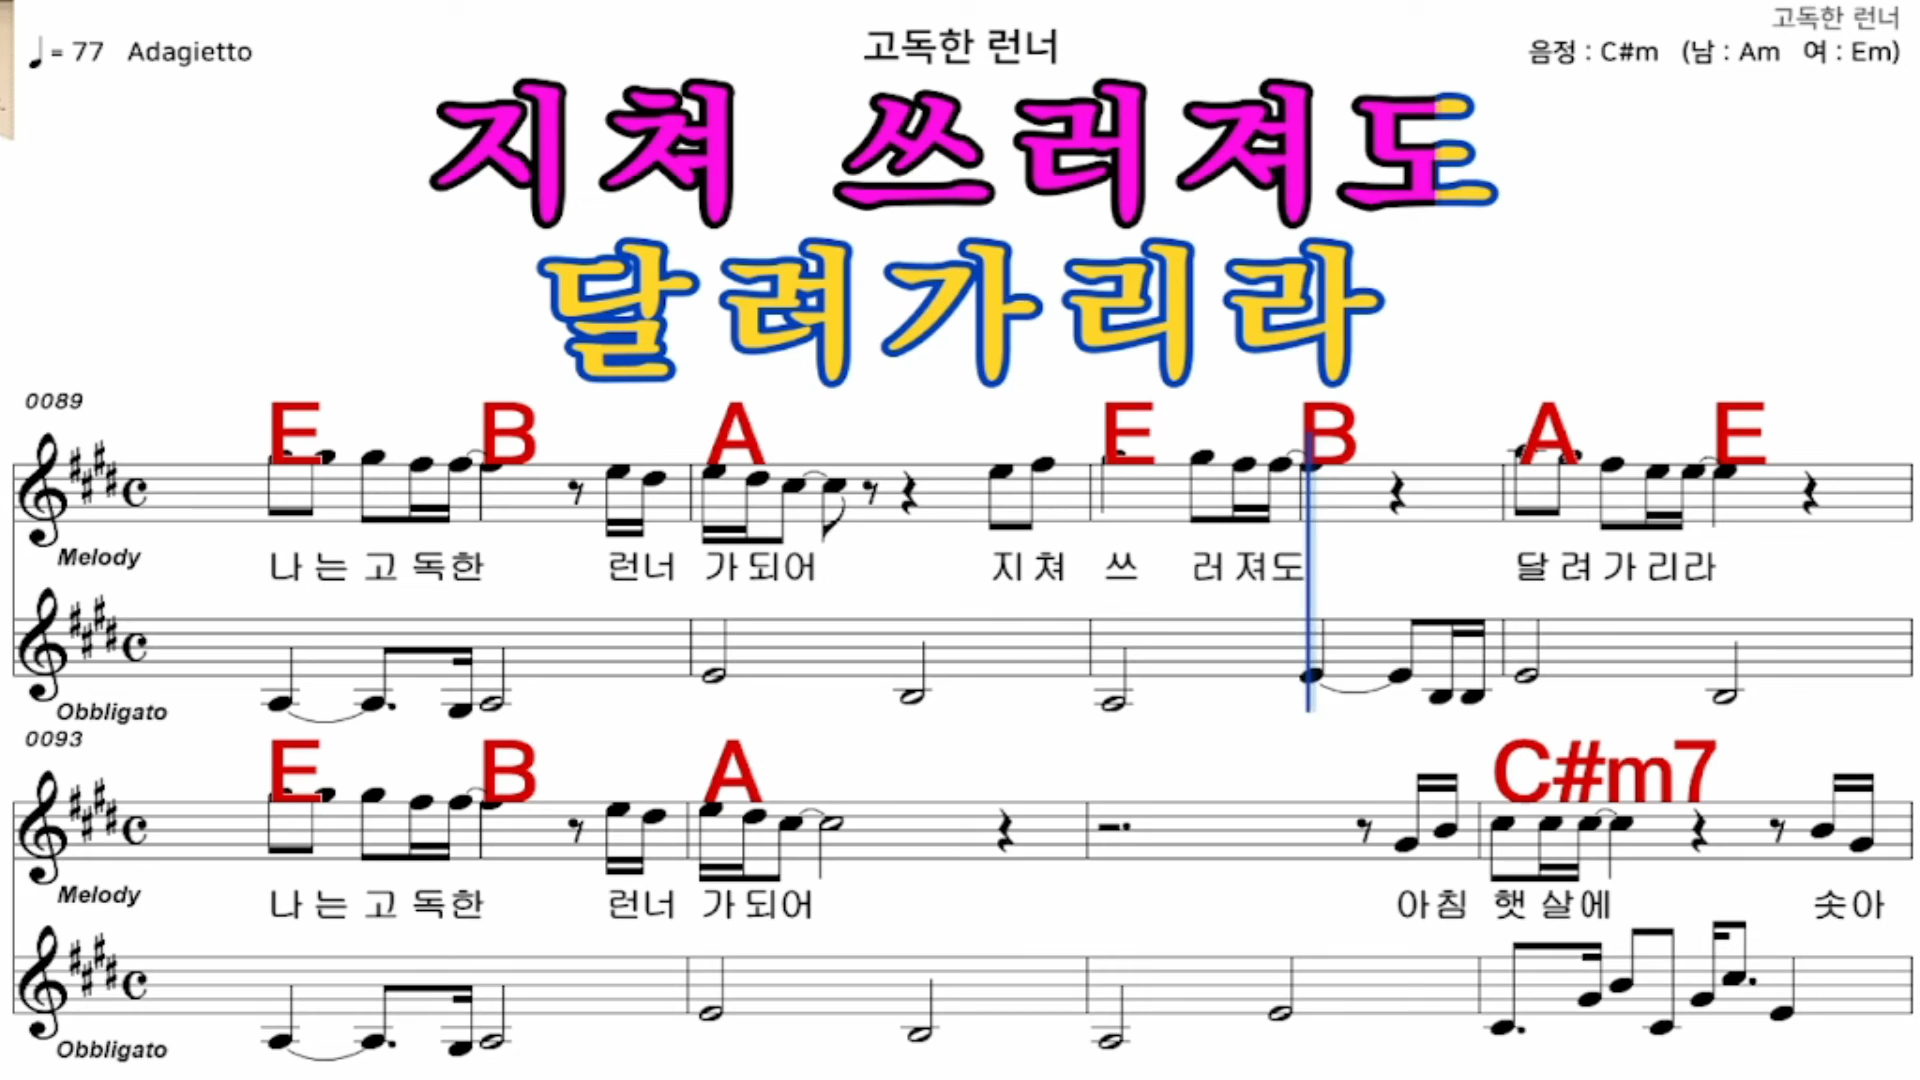 고독한 런너
♩= 77 Adagietto
고독한 런너
음정 : C#m (남 : Am 여 : Em)
지쳐 쓰러져도
달려가리라
0089
E B A E B A E
Melody
나 는 고 독한 런너 가 되어 지 쳐 쓰 러 져도 달 려 가 리라
Obbligato
0093
E B A C#m7
Melody
나 는 고 독한 런너 가 되어 아 침 햇 살에 솟아
Obbligato